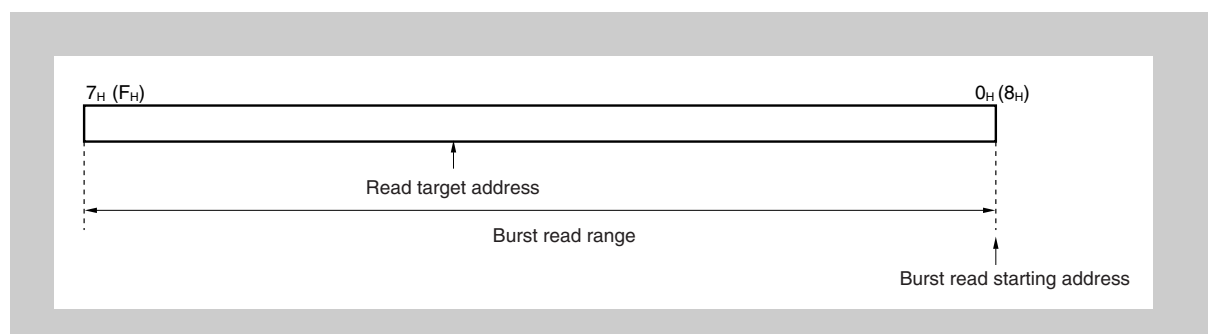 7H (FH) 0H (8H)
Read target address
Burst read range
Burst read starting address